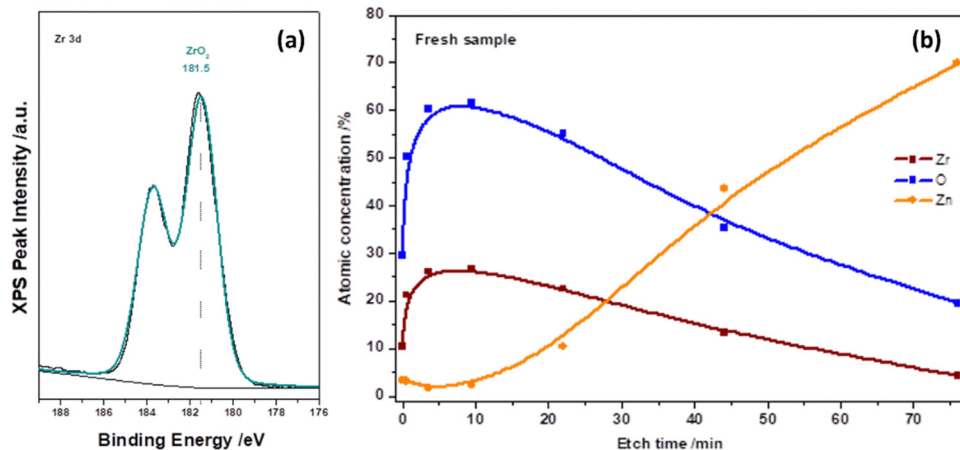 Zr 3d
(a)
ZrO₂
181.5
XPS Peak Intensity /a.u.
188 186 184 182 180 178 176
Binding Energy /eV
Fresh sample
(b)
80
70
60
50
40
30
20
10
0
Atomic concentration /%
Zr
O
Zn
0 10 20 30 40 50 60 70
Etch time /min